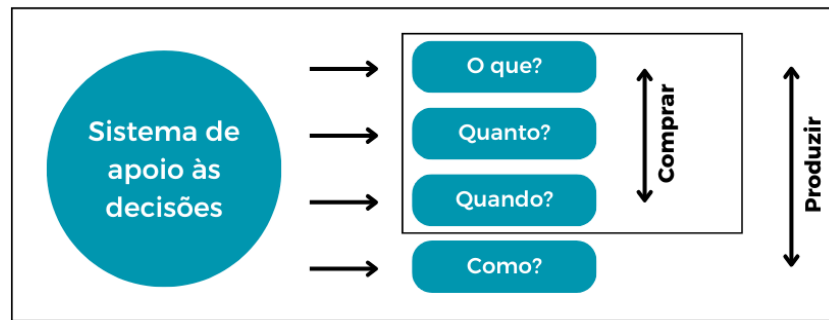 Sistema de
apoio às
decisões
O que?
Quanto?
Quando?
Como?
Comprar
Produzir